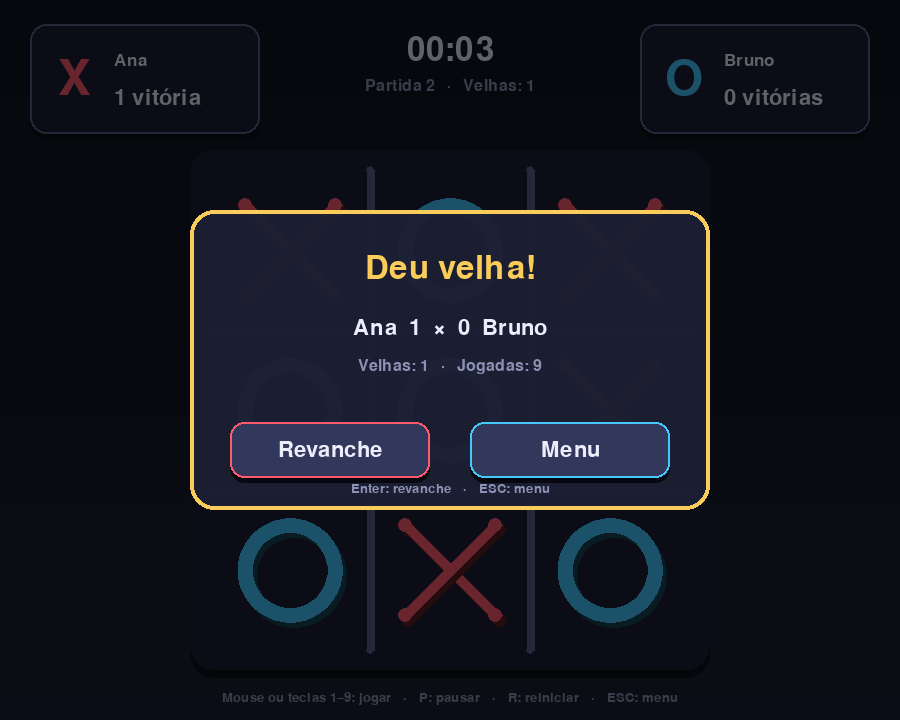 X
Ana
1 vitória
00:03
Partida 2 · Velhas: 1
O
Bruno
0 vitórias
Deu velha!
Ana 1 × 0 Bruno
Velhas: 1 · Jogadas: 9
Revanche
Menu
Enter: revanche · ESC: menu
Mouse ou teclas 1–9: jogar · P: pausar · R: reiniciar · ESC: menu